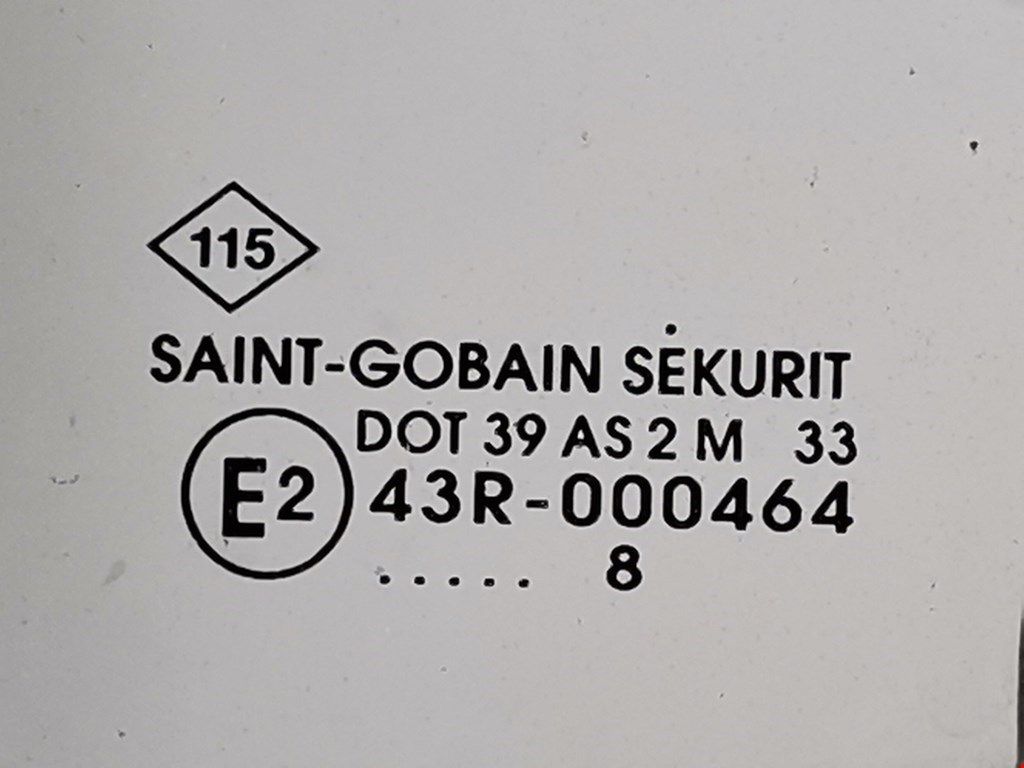 115
SAINT-GOBAIN SEKURIT
DOT 39 AS 2 M 33
E2 43R-000464
..... 8